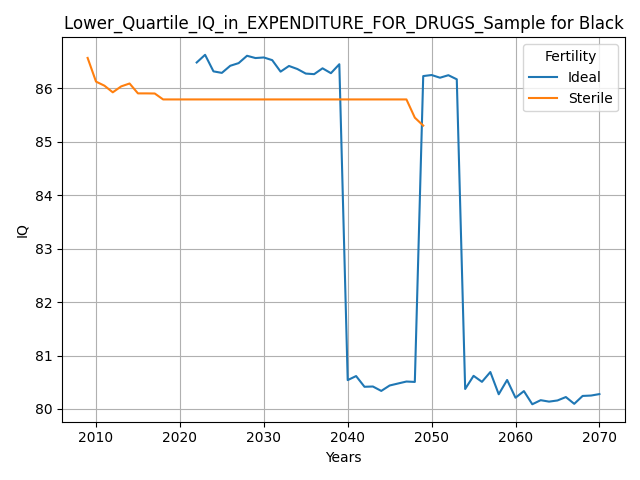 Lower_Quartile_IQ_in_EXPENDITURE_FOR_DRUGS_Sample for Black
Fertility
Ideal
Sterile
86
85
84
83
82
81
80
IQ
2010 2020 2030 2040 2050 2060 2070
Years